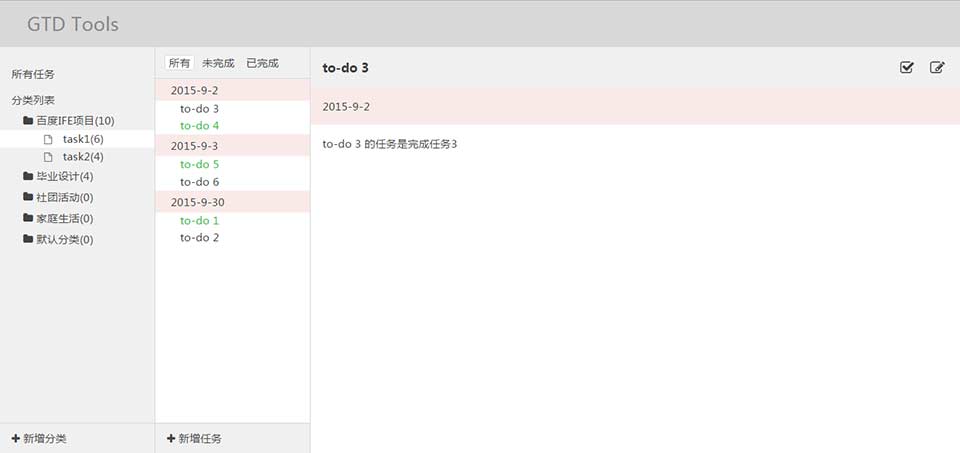 GTD Tools
所有任务
分类列表
百度IFE项目(10)
task1(6)
task2(4)
毕业设计(4)
社团活动(0)
家庭生活(0)
默认分类(0)
新增分类
所有 未完成 已完成
2015-9-2
to-do 3
to-do 4
2015-9-3
to-do 5
to-do 6
2015-9-30
to-do 1
to-do 2
新增任务
to-do 3
2015-9-2
to-do 3 的任务是完成任务3